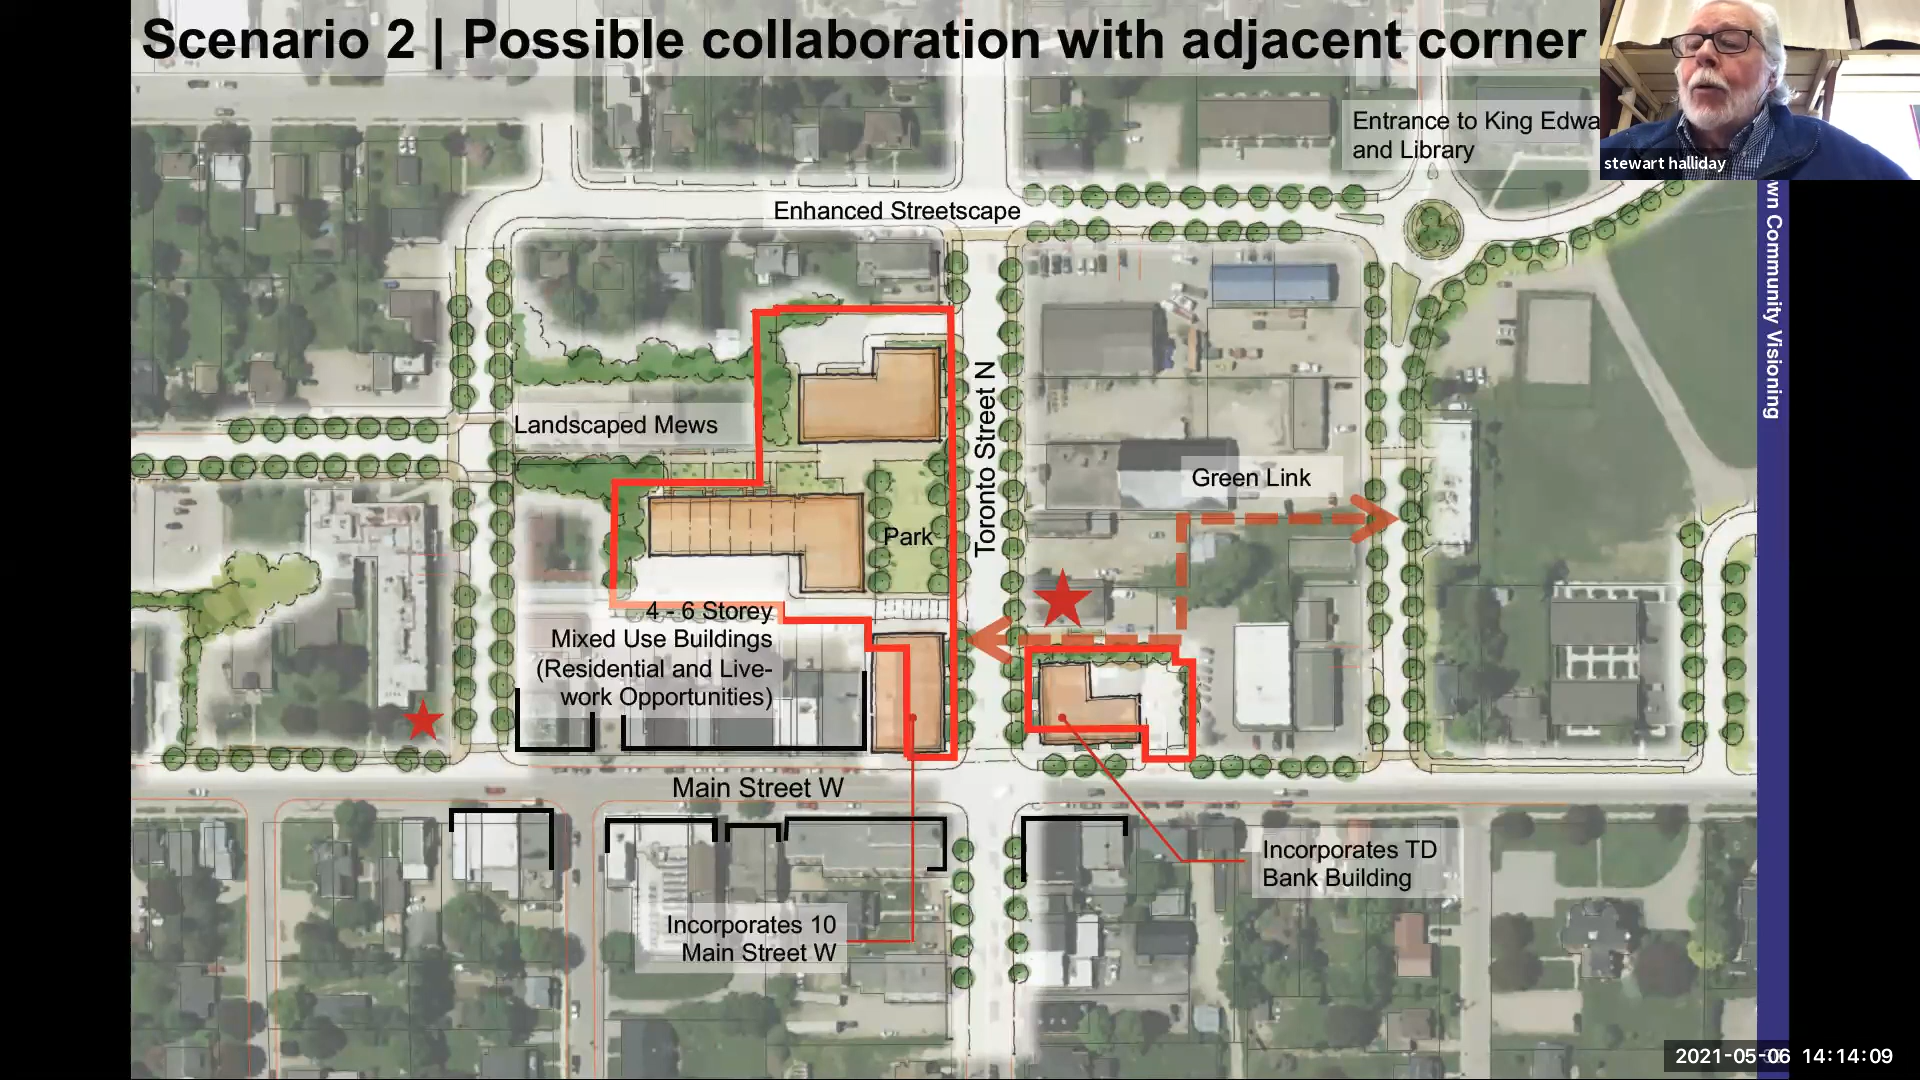 Scenario 2 | Possible collaboration with adjacent corner
Entrance to King Edwa
and Library
stewart halliday
Enhanced Streetscape
wn Community Visioning
Landscaped Mews
Toronto Street N
Green Link
Park
4 - 6 Storey
Mixed Use Buildings
(Residential and Live-
work Opportunities)
Main Street W
Incorporates TD
Bank Building
Incorporates 10
Main Street W
2021-05-06 14:14:09